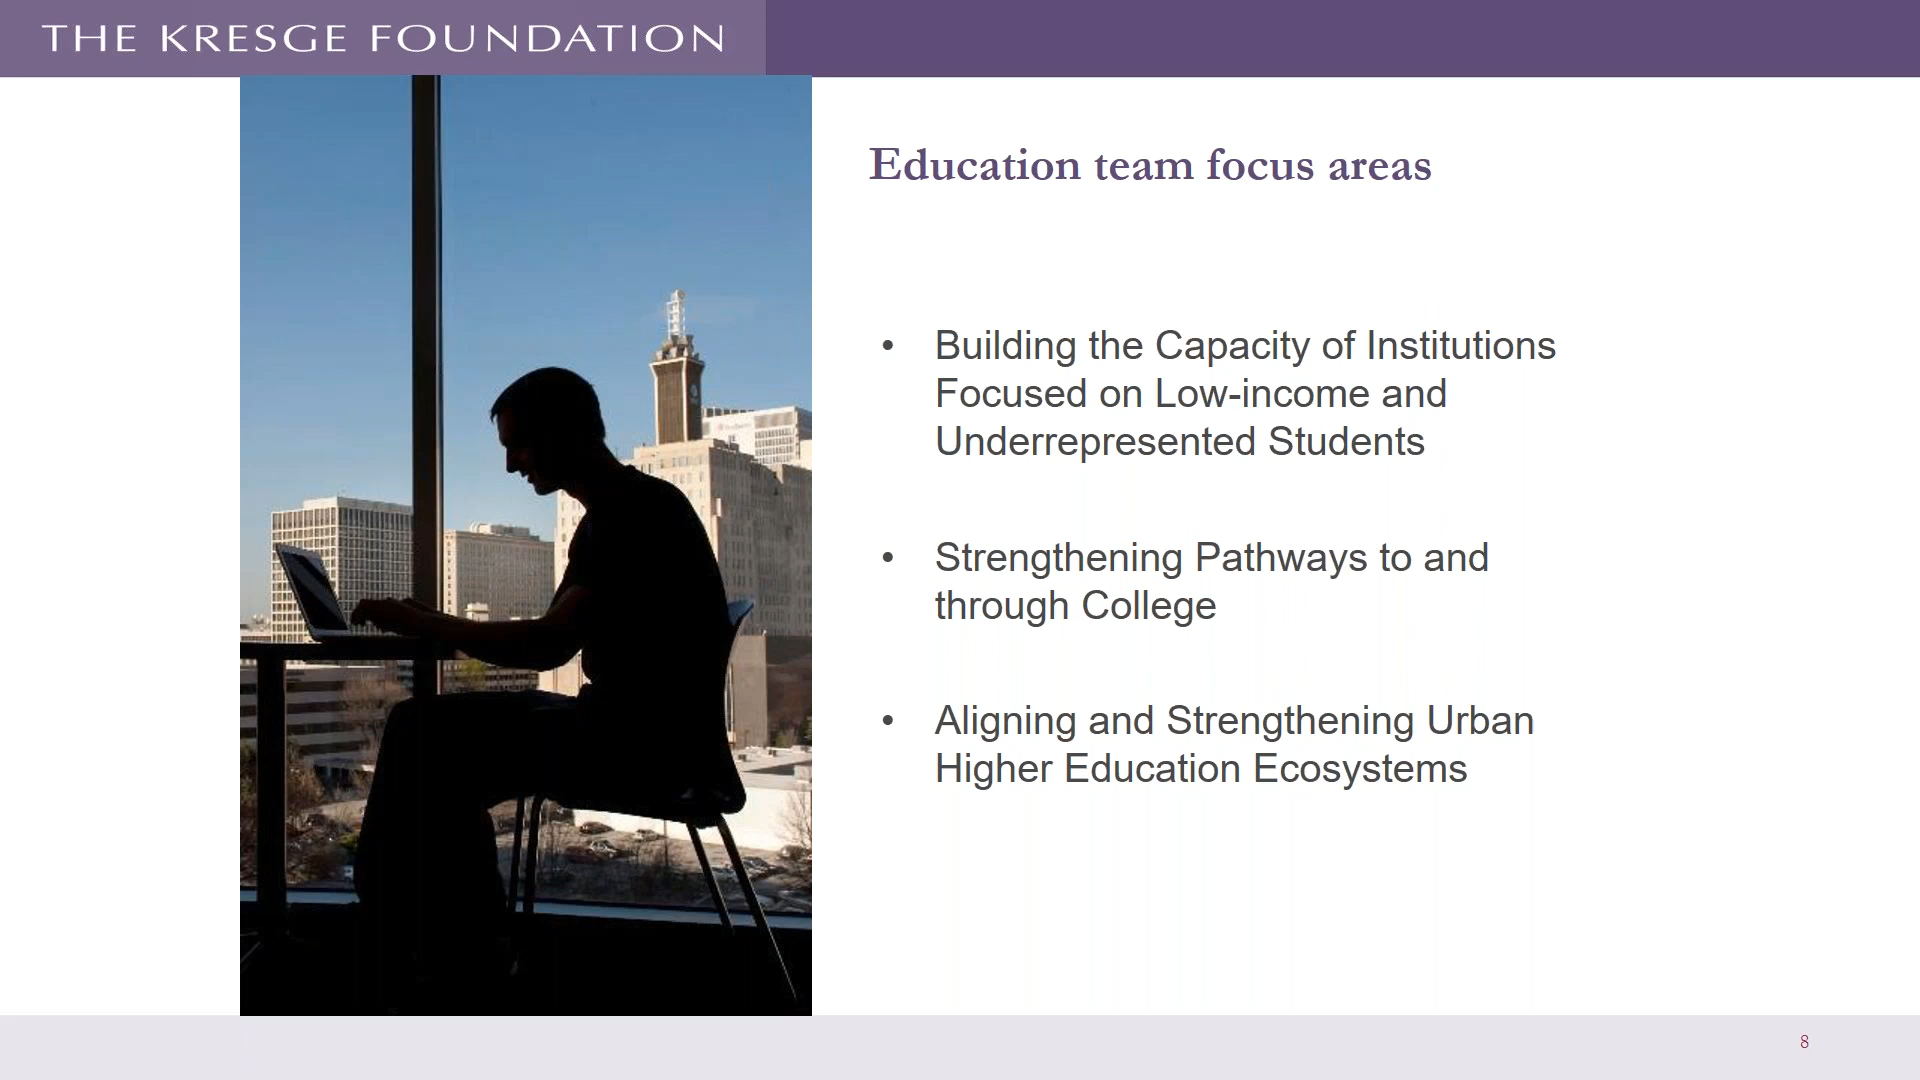 THE KRESGE FOUNDATION
Education team focus areas
• Building the Capacity of Institutions
Focused on Low-income and
Underrepresented Students
• Strengthening Pathways to and
through College
• Aligning and Strengthening Urban
Higher Education Ecosystems
8